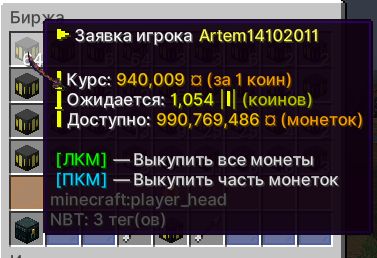 Биржа
Заявка игрока Artem14102011
64
Курс: 940,009 ¤ (за 1 коин)
Ожидается: 1,054 (коинов)
Доступно: 990,769,486 ¤ (монеток)
[ЛКМ] — Выкупить все монеты
[ПКМ] — Выкупить часть монеток
minecraft:player_head
NBT: 3 тег(ов)